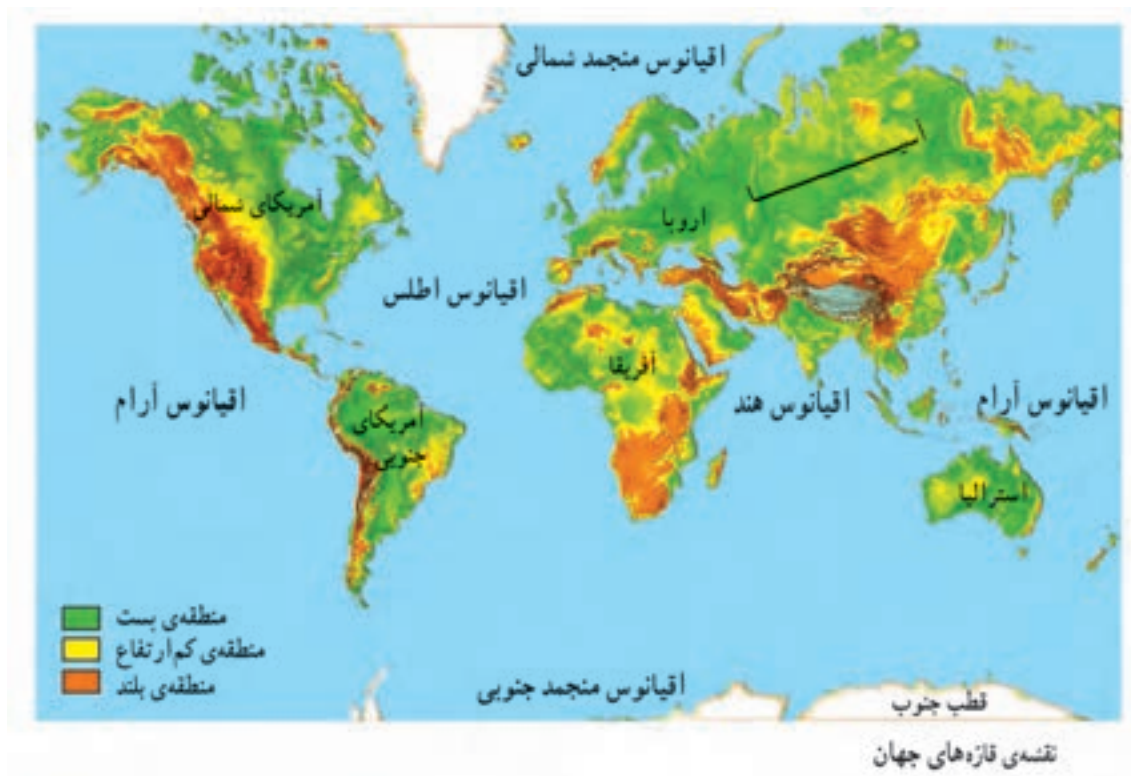 اقیانوس منجمد شمالی
آمریکای شمالی
اروپا
اقیانوس اطلس
آفریقا
اقیانوس آرام
اقیانوس هند
اقیانوس آرام
آمریکای
جنوبی
استرالیا
منطقه‌ی پست
منطقه‌ی کم‌ارتفاع
منطقه‌ی بلند
اقیانوس منجمد جنوبی
قطب جنوب
نقشه‌ی قاره‌های جهان